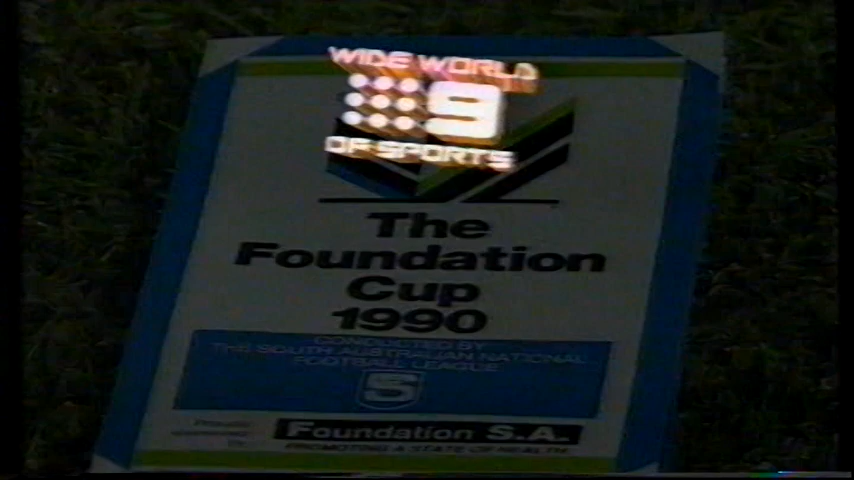 WIDE WORLD
9
OF SPORTS
The
Foundation
Cup
1990
CONDUCTED BY
THE SOUTH AUSTRALIAN NATIONAL
FOOTBALL LEAGUE
S
Foundation S.A.
PROMOTING A STATE OF HEALTH